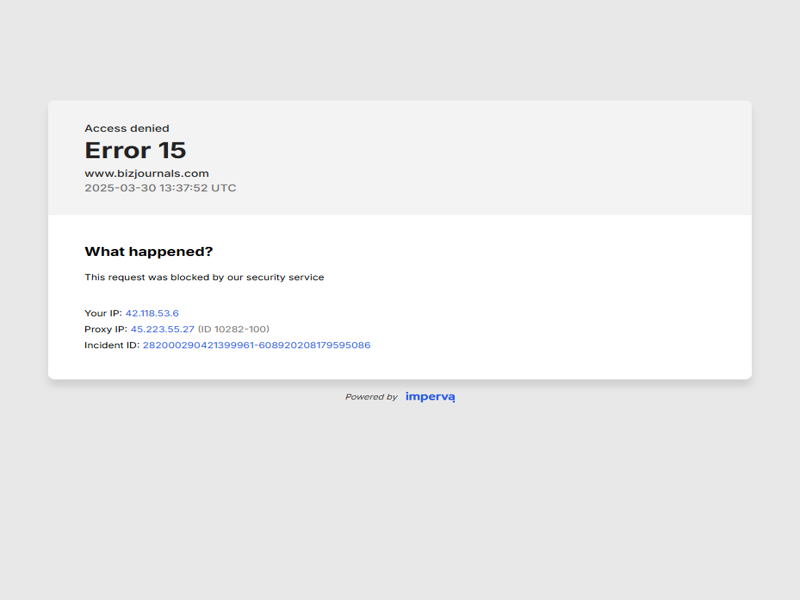 Access denied
Error 15
www.bizjournals.com
2025-03-30 13:37:52 UTC
What happened?
This request was blocked by our security service
Your IP: 42.118.53.6
Proxy IP: 45.223.55.27 (ID 10282-100)
Incident ID: 282000290421399961-608920208179595086
Powered by imperva